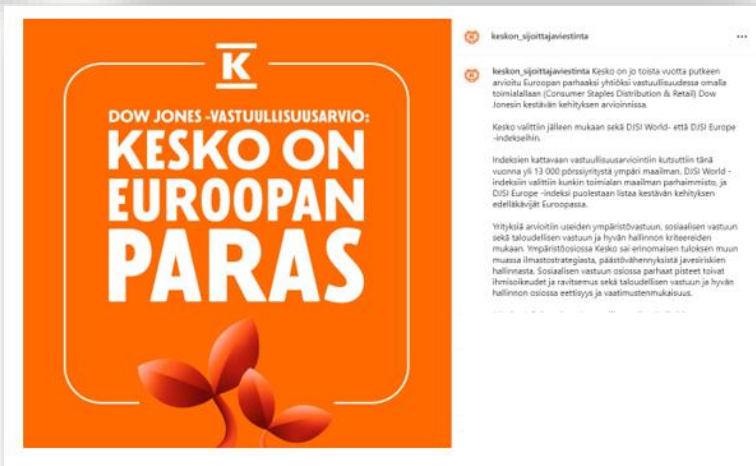 K
DOW JONES -VASTUULLISUUSARVIO:
KESKO ON
EUROOPAN
PARAS
keskon_sijoittajaviestinta
keskon_sijoittajaviestinta Kesko on jo toista vuotta putkeen
arvioitu Euroopan parhaaksi yhtiöksi vastuullisuudessa omalla
toimialallaan (Consumer Staples Distribution & Retail) Dow
Jonesin kestävän kehityksen arvioinnissa.
Kesko valittiin jälleen mukaan sekä DJSI World- että DJSI Europe
-indekseihin.
Indeksien kattavaan vastuullisuusarviointiin kutsuttiin tänä
vuonna yli 13 000 pörssiyritystä ympäri maailman. DJSI World -
indeksiin valittiin kunkin toimialan maailman parhaimmisto, ja
DJSI Europe -indeksi puolestaan listaa kestävän kehityksen
edelläkävijät Euroopassa.
Yrityksiä arvioitiin useiden ympäristövastuun, sosiaalisen vastuun
sekä taloudellisen vastuun ja hyvän hallinnon kriteereiden
mukaan. Ympäristöosiossa Kesko sai erinomaisen tuloksen muun
muassa ilmastostrategiasta, päästövähennyksistä javesiriskien
hallinnasta. Sosiaalisen vastuun osiossa parhaat pisteet toivat
ihmisoikeudet ja ravitsemus sekä taloudellisen vastuun ja hyvän
hallinnon osiossa eettisyys ja vaatimustenmukaisuus.